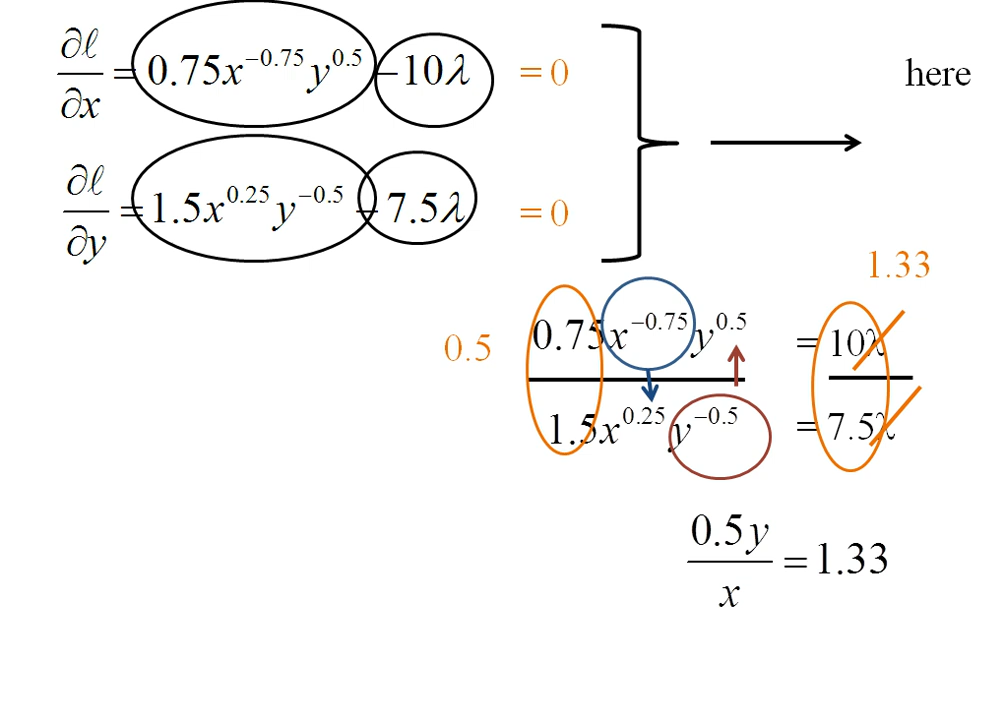 ∂ℓ/∂x = 0.75x^{-0.75} y^{0.5} − 10λ = 0
here
∂ℓ/∂y = 1.5x^{0.25} y^{-0.5} − 7.5λ = 0
1.33
0.5
0.75x^{-0.75} y^{0.5} = 10λ
1.5x^{0.25} y^{-0.5} = 7.5λ
0.5y/x = 1.33